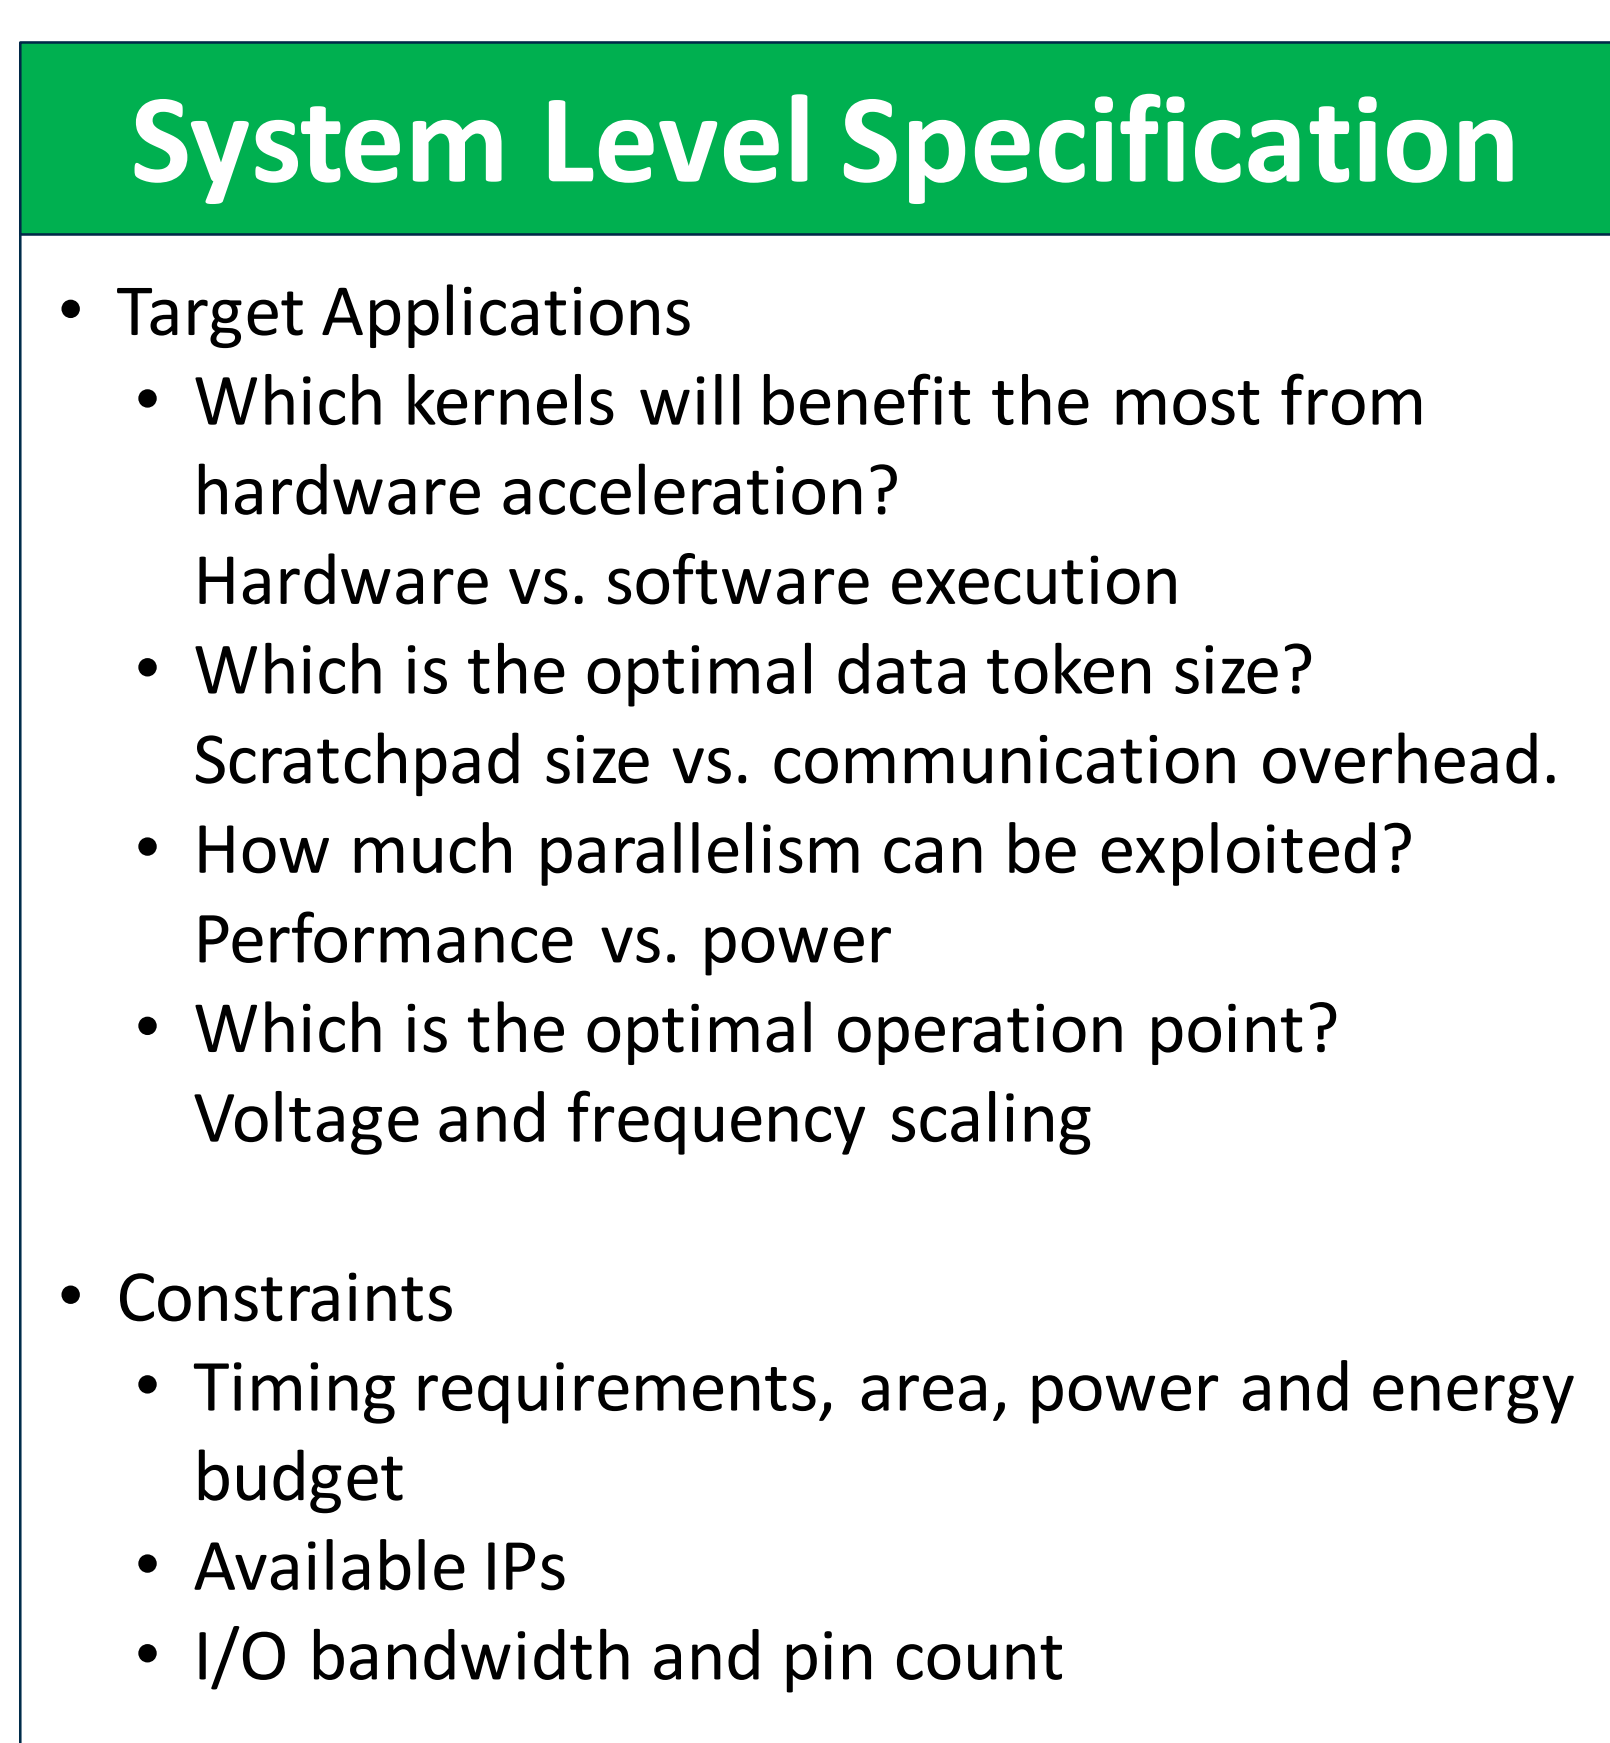 System Level Specification
• Target Applications
• Which kernels will benefit the most from
hardware acceleration?
Hardware vs. software execution
• Which is the optimal data token size?
Scratchpad size vs. communication overhead.
• How much parallelism can be exploited?
Performance vs. power
• Which is the optimal operation point?
Voltage and frequency scaling
• Constraints
• Timing requirements, area, power and energy
budget
• Available IPs
• I/O bandwidth and pin count